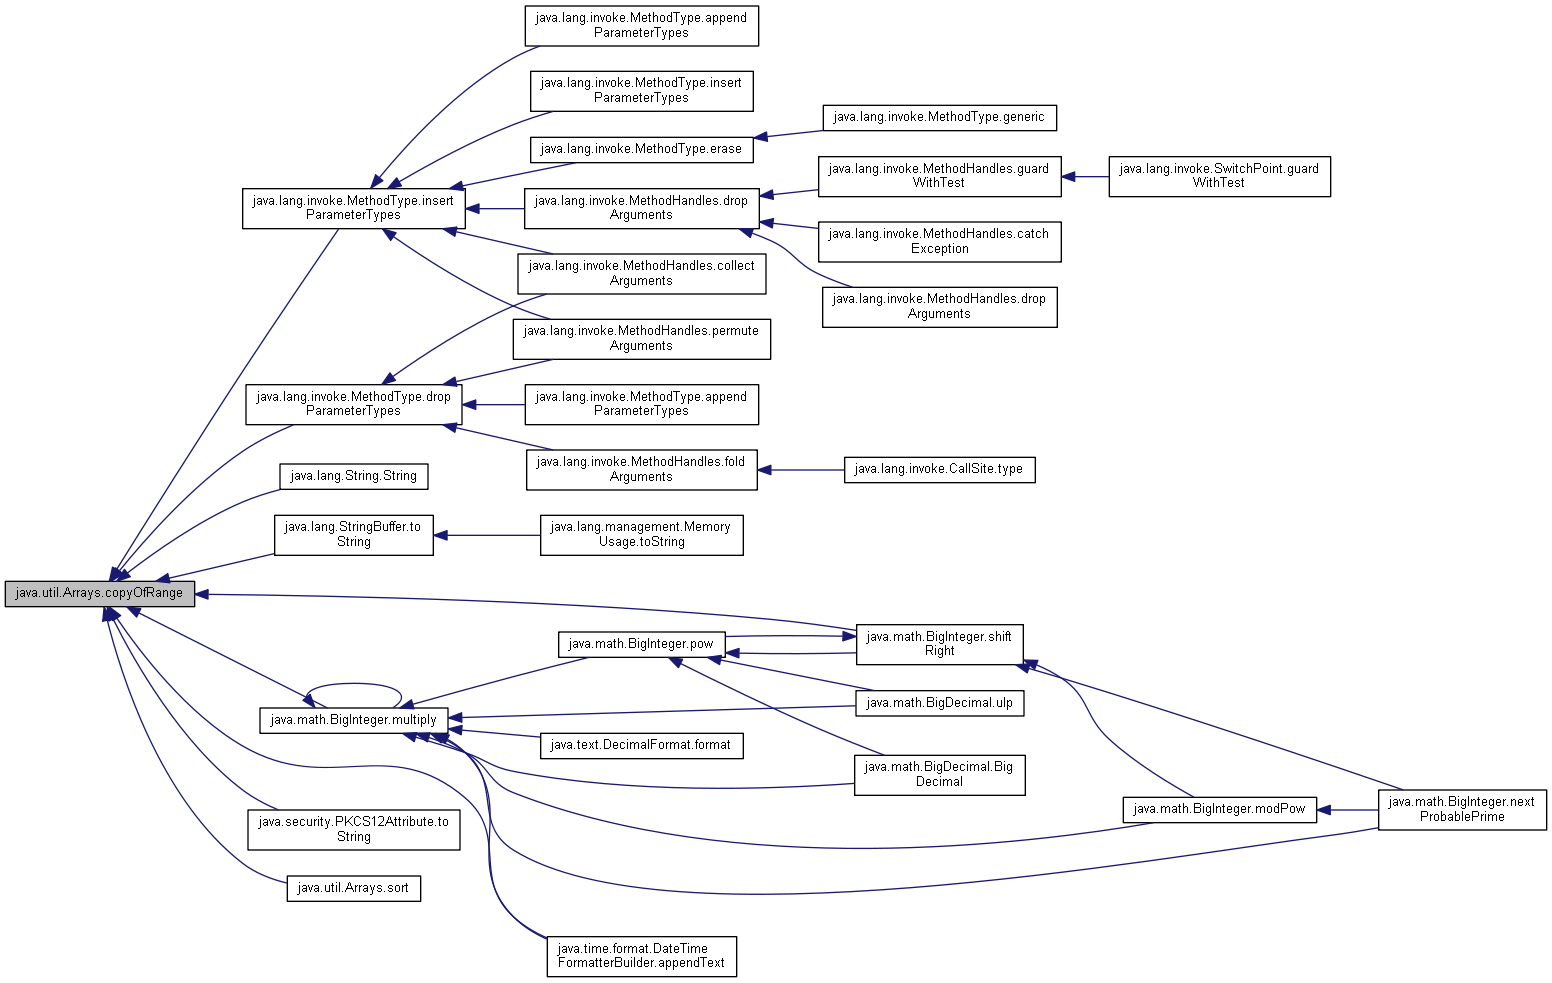 java.lang.invoke.MethodType.append
ParameterTypes
java.lang.invoke.MethodType.insert
ParameterTypes
java.lang.invoke.MethodType.generic
java.lang.invoke.MethodType.erase
java.lang.invoke.MethodHandles.guard
WithTest
java.lang.invoke.SwitchPoint.guard
WithTest
java.lang.invoke.MethodType.insert
ParameterTypes
java.lang.invoke.MethodHandles.drop
Arguments
java.lang.invoke.MethodHandles.catch
Exception
java.lang.invoke.MethodHandles.collect
Arguments
java.lang.invoke.MethodHandles.drop
Arguments
java.lang.invoke.MethodHandles.permute
Arguments
java.lang.invoke.MethodType.drop
ParameterTypes
java.lang.invoke.MethodType.append
ParameterTypes
java.lang.invoke.MethodHandles.fold
Arguments
java.lang.invoke.CallSite.type
java.lang.String.String
java.lang.StringBuffer.to
String
java.lang.management.Memory
Usage.toString
java.util.Arrays.copyOfRange
java.math.BigInteger.pow
java.math.BigInteger.shift
Right
java.math.BigDecimal.ulp
java.math.BigInteger.multiply
java.text.DecimalFormat.format
java.math.BigDecimal.Big
Decimal
java.math.BigInteger.modPow
java.math.BigInteger.next
ProbablePrime
java.security.PKCS12Attribute.to
String
java.util.Arrays.sort
java.time.format.DateTime
FormatterBuilder.appendText